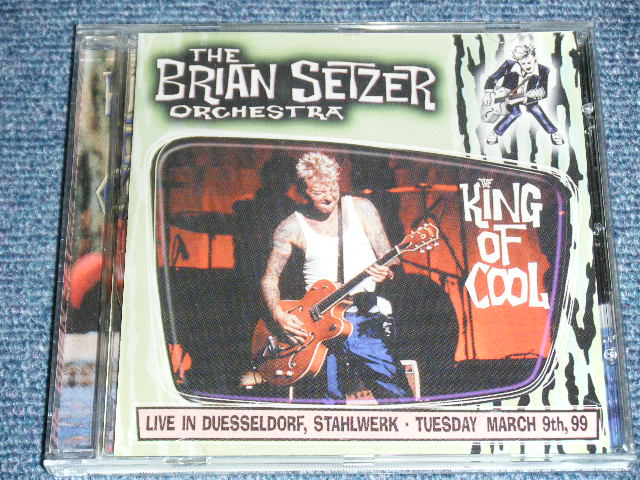 THE
BRIAN SETZER
ORCHESTRA
THE
KING
OF
COOL
LIVE IN DUESSELDORF, STAHLWERK · TUESDAY MARCH 9th, 99